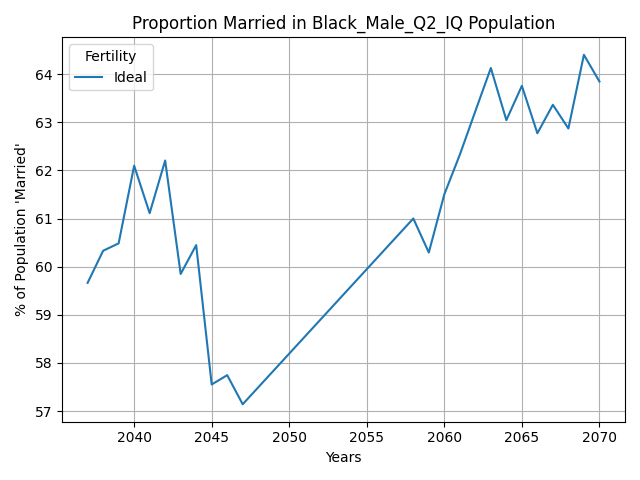 Proportion Married in Black_Male_Q2_IQ Population
Fertility
Ideal
% of Population 'Married'
64
63
62
61
60
59
58
57
2040 2045 2050 2055 2060 2065 2070
Years